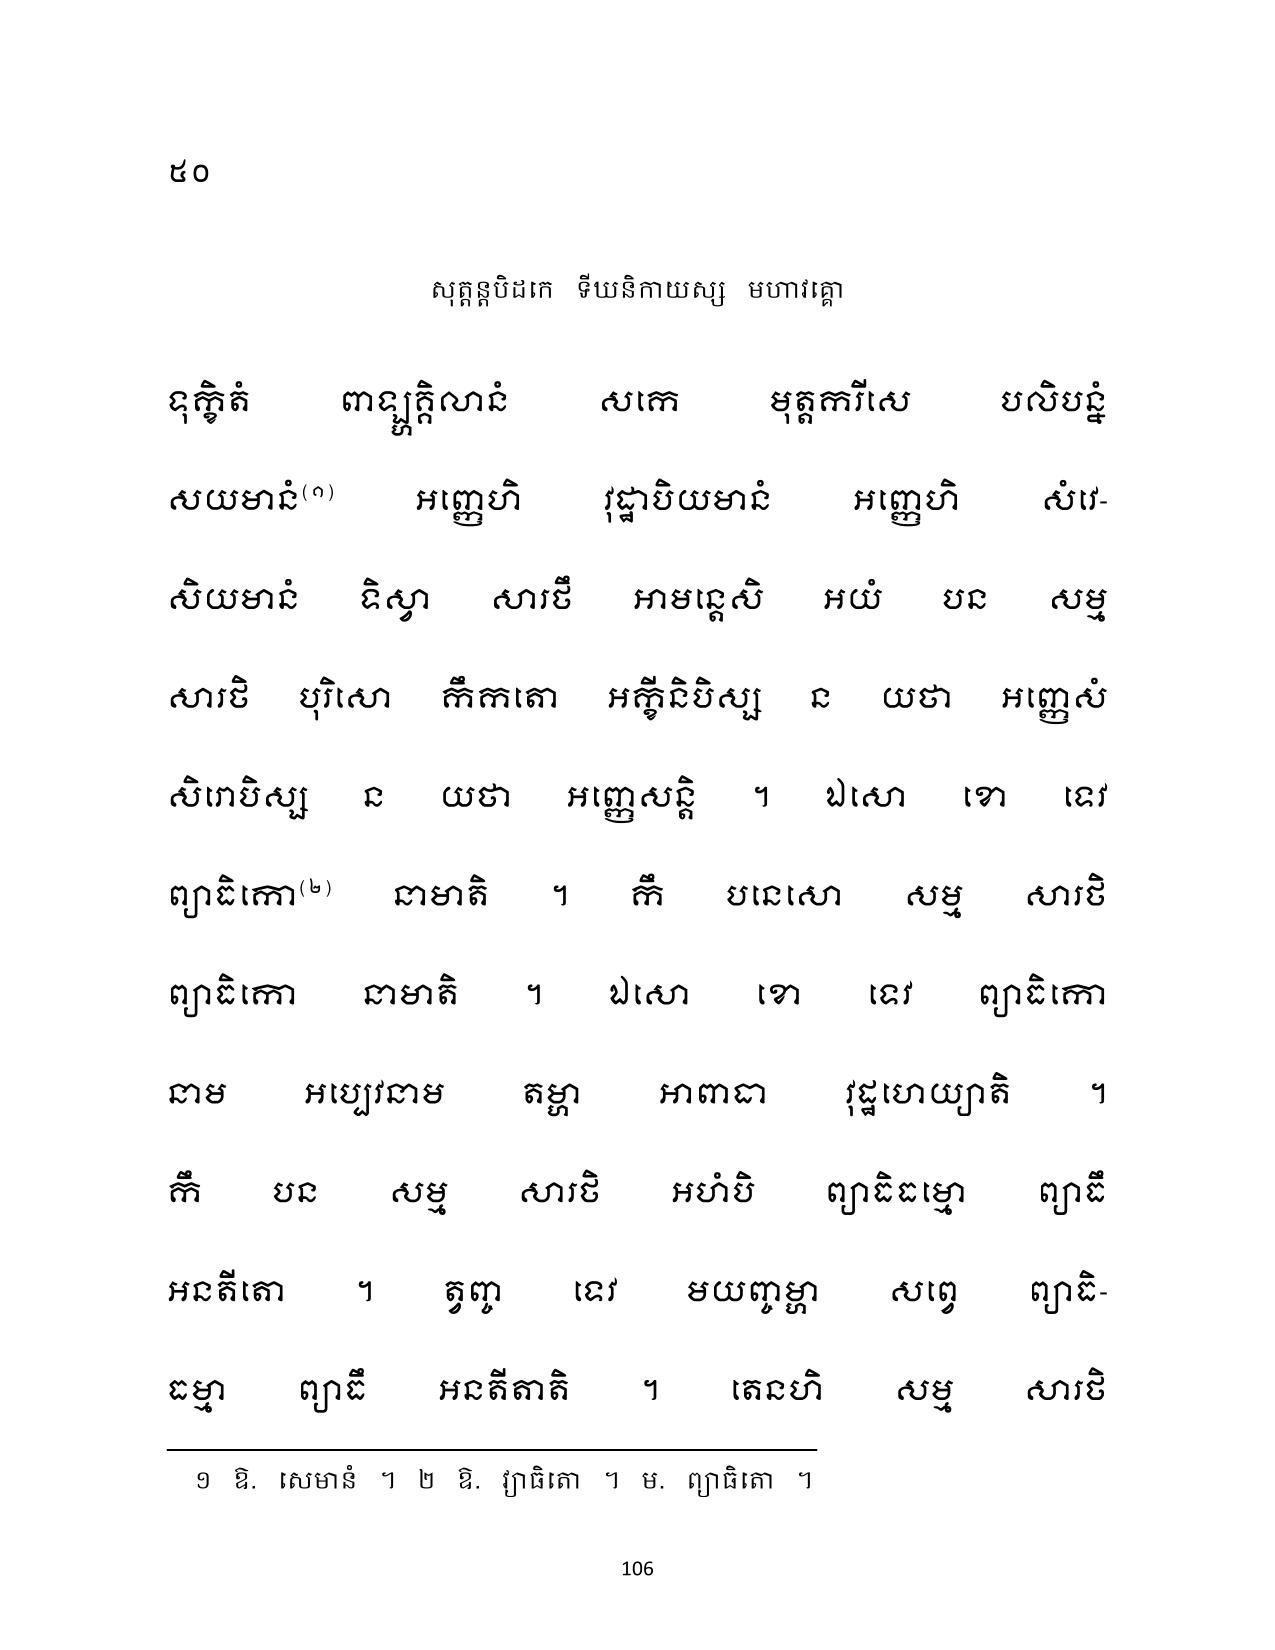 ៥០
សុត្តន្តបិដកេ ទីឃនិកាយស្ស មហាវគ្គោ
ទុក្ខិតំ ពាឡ្ហគ្គិលានំ សកេ មុត្តករីសេ បលិបន្នំ
សយមានំ(១) អញ្ញេហិ វុដ្ឋាបិយមានំ អញ្ញេហិ សំវេ-
សិយមានំ ទិស្វា សារថឹ អាមន្តេសិ អយំ បន សម្ម
សារថិ បុរិសោ កឹកតោ អក្ខីនិបិស្ស ន យថា អញ្ញេសំ
សិរោបិស្ស ន យថា អញ្ញេសន្តិ ។ ឯសោ ខោ ទេវ
ព្យាធិកោ(២) នាមាតិ ។ កឹ បនេសោ សម្ម សារថិ
ព្យាធិកោ នាមាតិ ។ ឯសោ ខោ ទេវ ព្យាធិកោ
នាម អប្បេវនាម តម្ហា អាពាធា វុដ្ឋហេយ្យាតិ ។
កឹ បន សម្ម សារថិ អហំបិ ព្យាធិធម្មោ ព្យាធឹ
អនតីតោ ។ ត្វញ្ច ទេវ មយញ្ចម្ហា សព្វេ ព្យាធិ-
ធម្មា ព្យាធឹ អនតីតាតិ ។ តេនហិ សម្ម សារថិ
១ ឱ. សេមានំ ។ ២ ឱ. វ្យាធិតោ ។ ម. ព្យាធិតោ ។
106